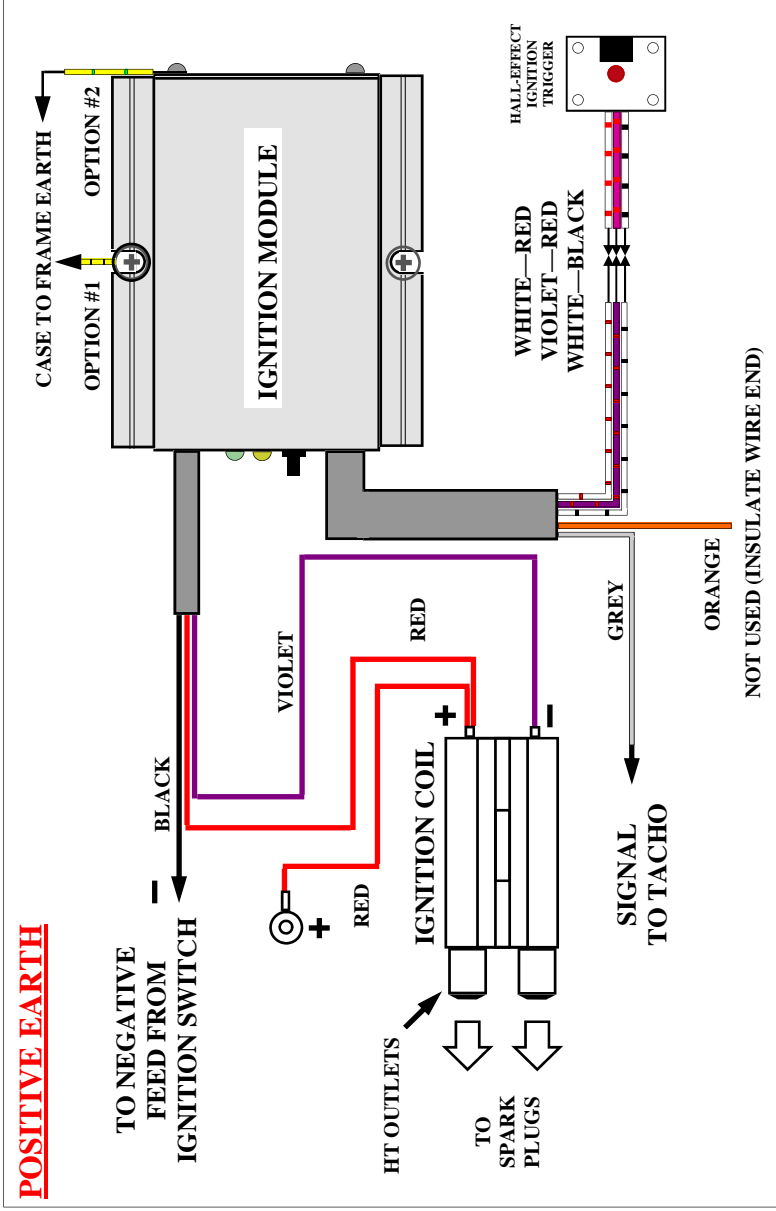 POSITIVE EARTH
TO NEGATIVE
FEED FROM
IGNITION SWITCH
BLACK
VIOLET
RED
RED
+
+
–
–
IGNITION COIL
HT OUTLETS
TO
SPARK
PLUGS
SIGNAL
TO TACHO
GREY
ORANGE
NOT USED (INSULATE WIRE END)
CASE TO FRAME EARTH
OPTION #1
OPTION #2
IGNITION MODULE
WHITE—RED
VIOLET—RED
WHITE—BLACK
HALL-EFFECT
IGNITION
TRIGGER